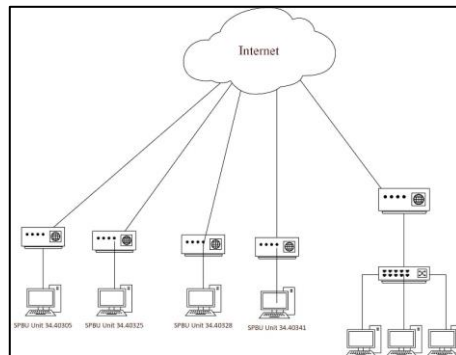 Internet
SPBU Unit 34.40305
SPBU Unit 34.40325
SPBU Unit 34.40328
SPBU Unit 34.40341